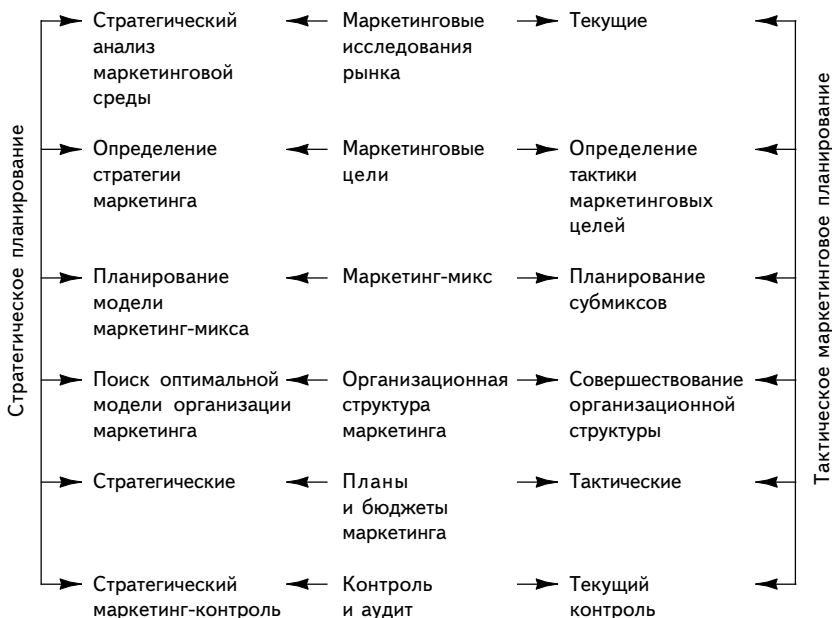 Стратегическое планирование
Стратегический
анализ
маркетинговой
среды
Маркетинговые
исследования
рынка
Текущие
Определение
стратегии
маркетинга
Маркетинговые
цели
Определение
тактики
маркетинговых
целей
Планирование
модели
маркетинг-микса
Маркетинг-микс
Планирование
субмиксов
Поиск оптимальной
модели организации
маркетинга
Организационная
структура
маркетинга
Совершествование
организационной
структуры
Стратегические
Планы
и бюджеты
маркетинга
Тактические
Стратегический
маркетинг-контроль
Контроль
и аудит
Текущий
контроль
Тактическое маркетинговое планирование